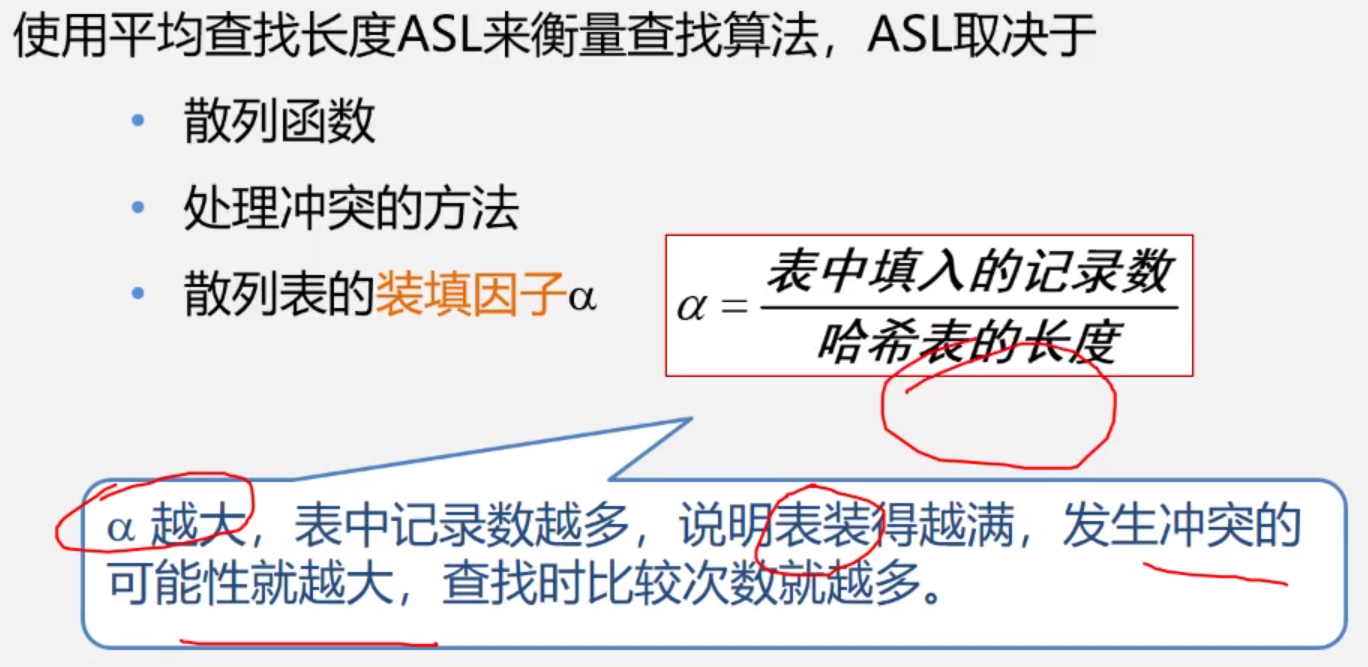 使用平均查找长度ASL来衡量查找算法，ASL取决于
• 散列函数
• 处理冲突的方法
• 散列表的装填因子α
α = 表中填入的记录数
哈希表的长度
α 越大，表中记录数越多，说明表装得越满，发生冲突的
可能性就越大，查找时比较次数就越多。